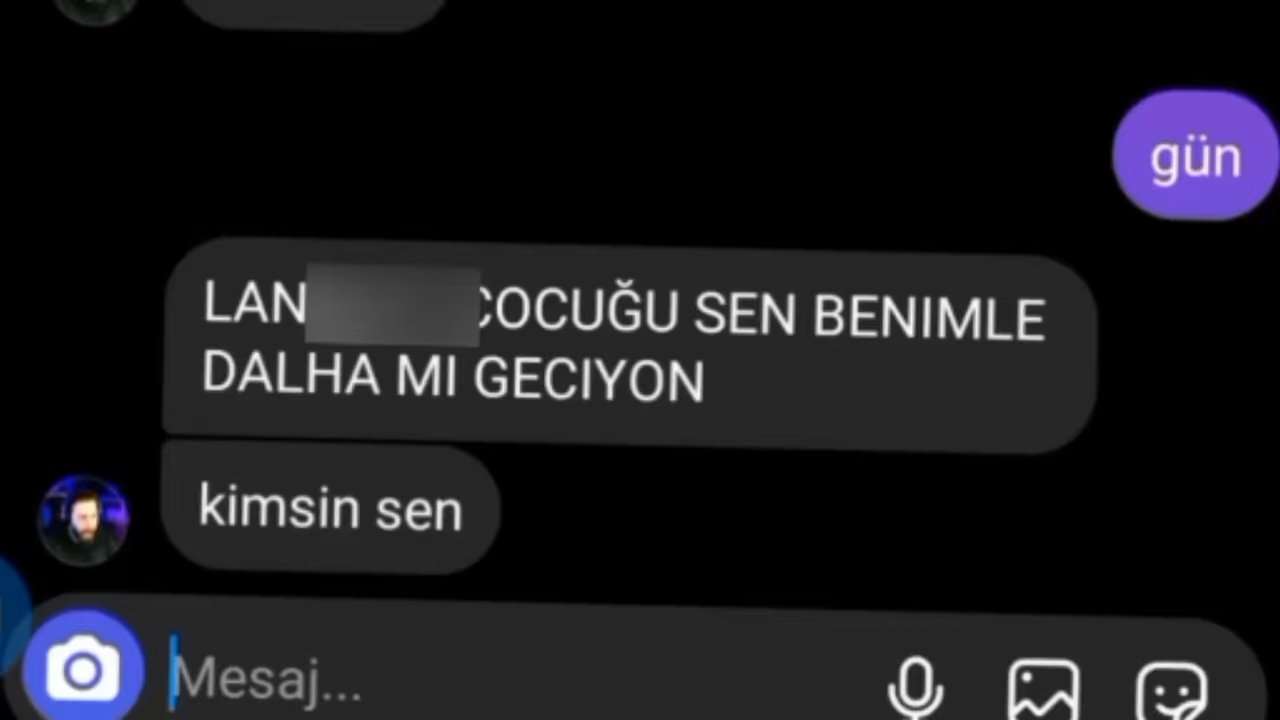 gün
LAN COCUĞU SEN BENIMLE
DALHA MI GECIYON
kimsin sen
Mesaj...